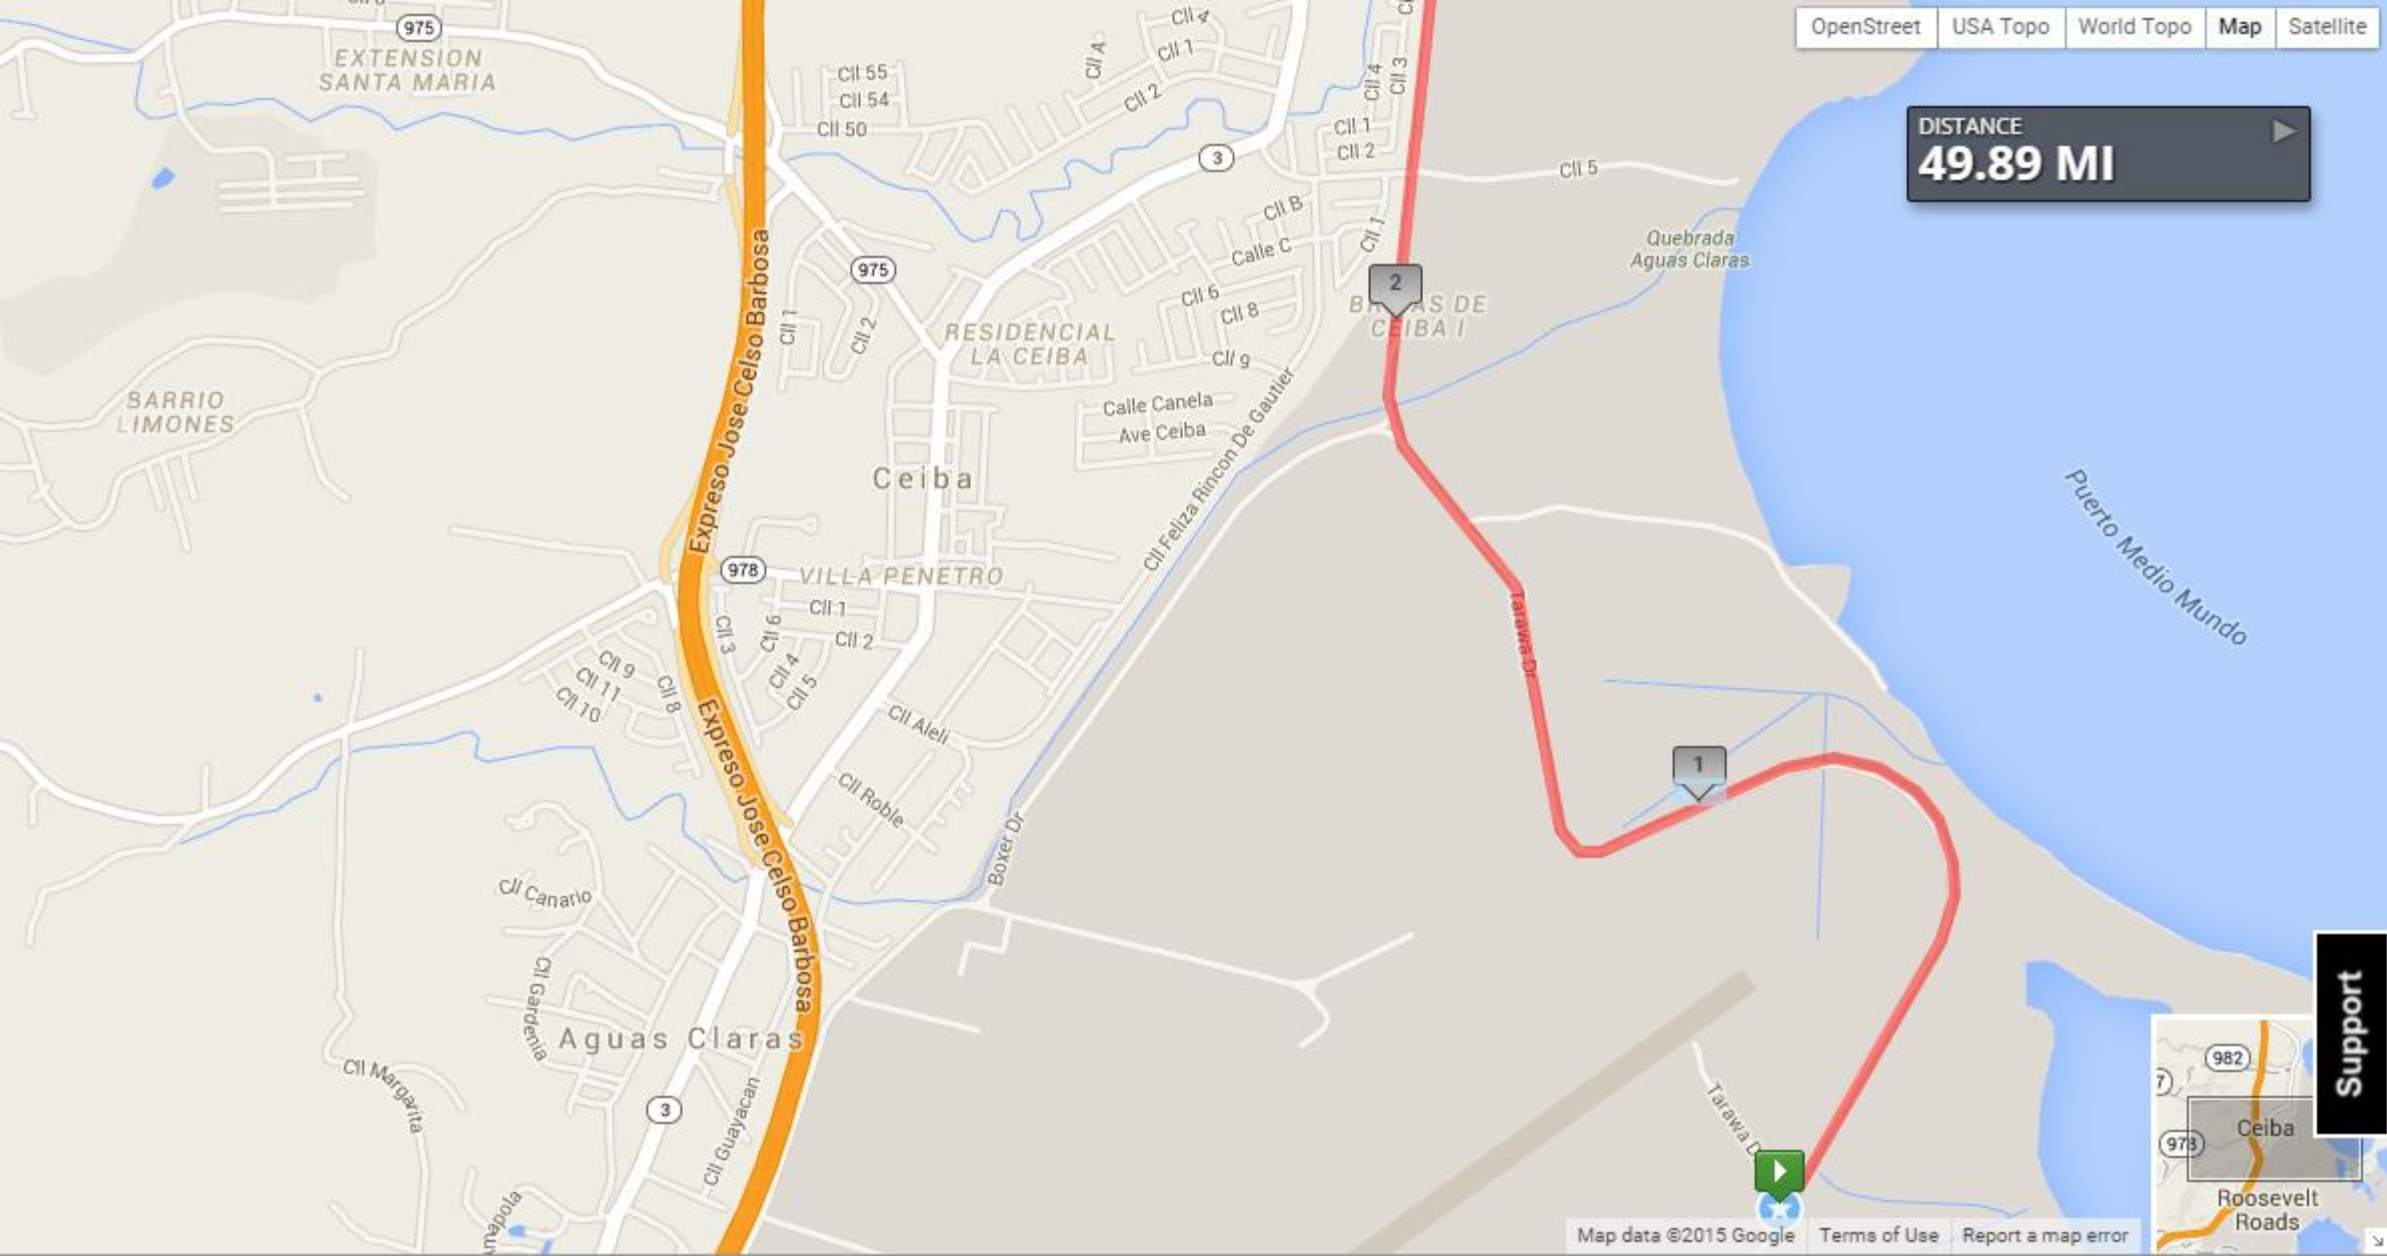 975
EXTENSION
SANTA MARIA
Cll 55
Cll 54
Cll 50
Cll A
Cll 4
Cll 1
Cll 2
Cll 4
Cll 3
Cll 1
Cll 2
3
Cll 5
OpenStreet
USA Topo
World Topo
Map
Satellite
DISTANCE
49.89 MI
Quebrada
Aguas Claras
Cll B
Calle C
Cll 1
975
Cll 6
Cll 8
Cll 9
2
CEIBA I
Expreso Jose Celso Barbosa
Cll 1
Cll 2
RESIDENCIAL
LA CEIBA
BARRIO
LIMONES
Calle Canela
Ave Ceiba
Cll Feliza Rincon De Gautier
Ceiba
Puerto Medio Mundo
978
VILLA PENETRO
Cll 1
Cll 2
Cll 3
Cll 6
Cll 4
Cll 5
Tarawa Dr
Cll 9
Cll 11
Cll 10
Cll 8
Expreso Jose Celso Barbosa
Cll Aleli
Cll Roble
1
Boxer Dr
Cll Canario
Cll Gardenia
Aguas Claras
Cll Margarita
3
Cll Guayacan
Tarawa D
Support
982
7
Ceiba
973
Roosevelt
Roads
Map data ©2015 Google
Terms of Use
Report a map error